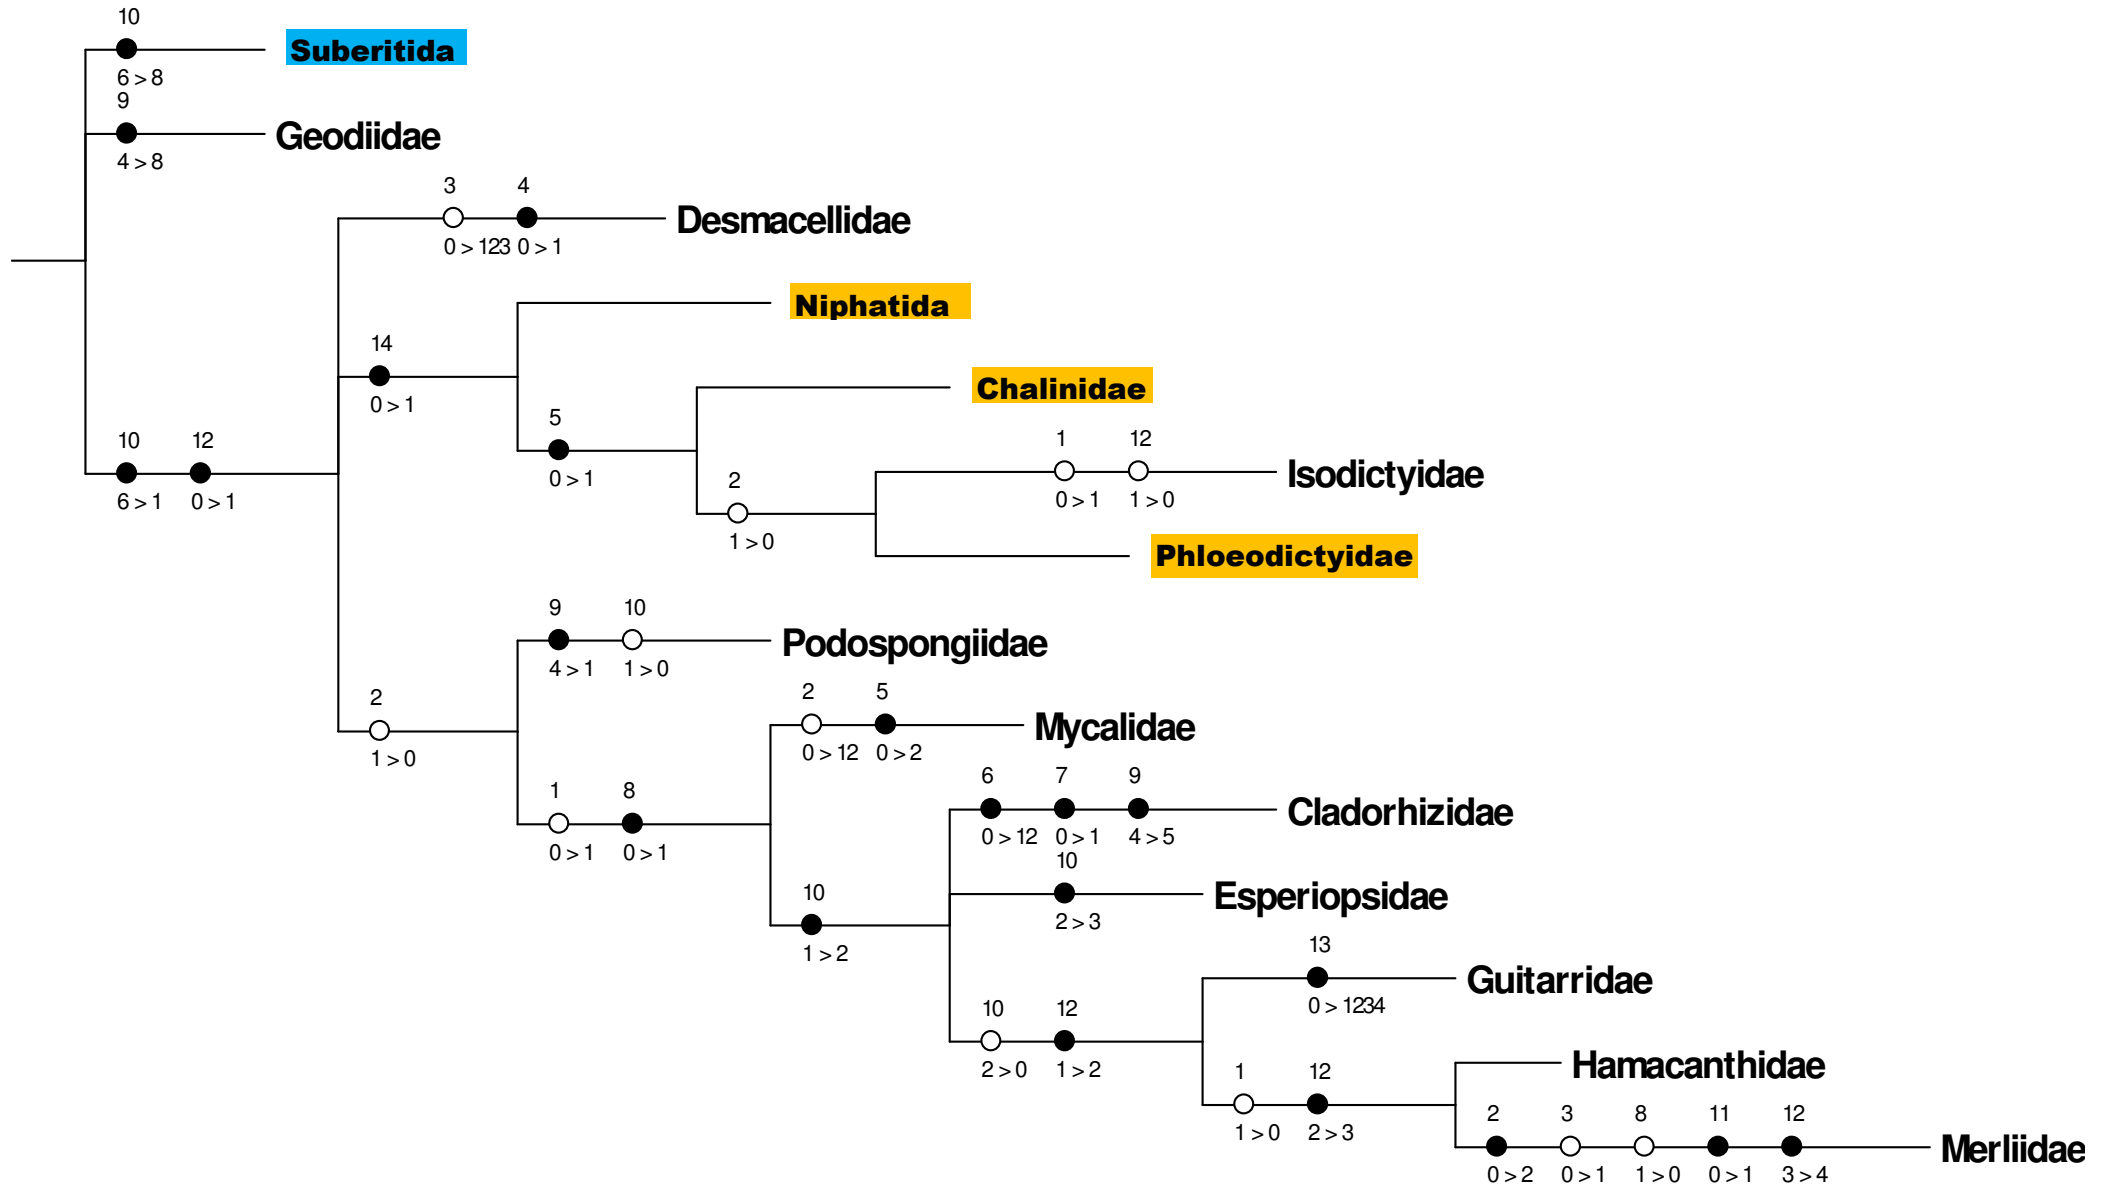 10
Suberitida
6 > 8
9
Geodiidae
4 > 8
3 4
Desmacellidae
0 > 123 0 > 1
Niphatida
14
0 > 1
Chalinidae
5
0 > 1
10 12
6 > 1 0 > 1
1 12
Isodictyidae
0 > 1 1 > 0
2
1 > 0
Phloeodictyidae
9 10
Podospongiidae
4 > 1 1 > 0
2
1 > 0
2 5
Mycalidae
0 > 12 0 > 2
1 8
0 > 1 0 > 1
6 7 9
Cladorhizidae
0 > 12 0 > 1 4 > 5
10
Esperiopsidae
2 > 3
10
1 > 2
13
Guitarridae
0 > 1234
10 12
2 > 0 1 > 2
Hamacanthidae
1 12
1 > 0 2 > 3
2 3 8 11 12
Merliidae
0 > 2 0 > 1 1 > 0 0 > 1 3 > 4